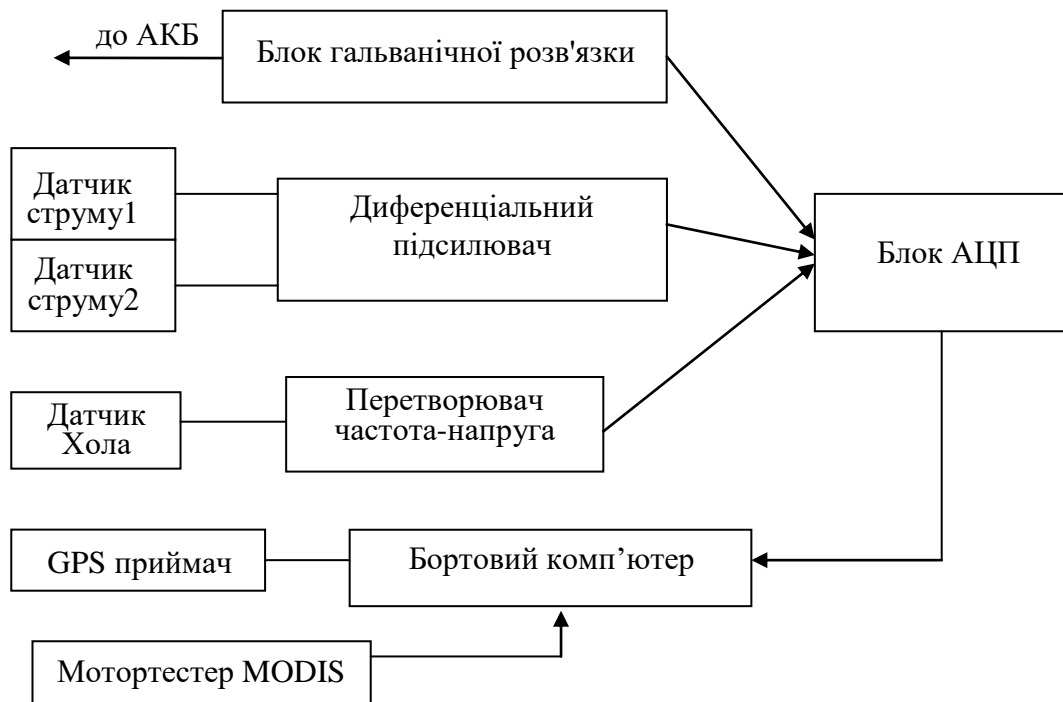 до АКБ
Блок гальванічної розв'язки
Датчик
струму1
Диференціальний
підсилювач
Блок АЦП
Датчик
струму2
Датчик
Хола
Перетворювач
частота-напруга
GPS приймач
Бортовий комп’ютер
Мотортестер MODIS